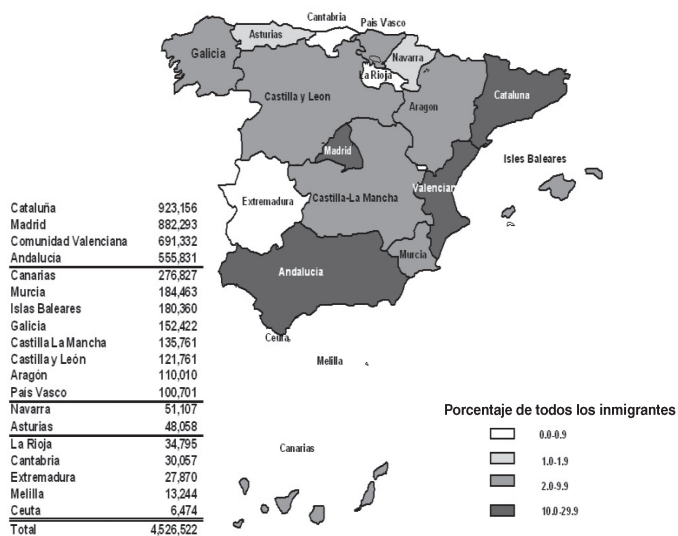 Cantabria
País Vasco
Asturias
Galicia
Navarra
La Rioja
Castilla y Leon
Cataluna
Aragon
Madrid
Isles Baleares
Valencian
Extremadura
Castilla-La Mancha
Murcia
Andalucía
Ceuta
Melilla
Canarias
Cataluña 923,156
Madrid 882,293
Comunidad Valenciana 691,332
Andalucía 555,831
Canarias 276,827
Murcia 184,463
Islas Baleares 180,360
Galicia 152,422
Castilla La Mancha 135,761
Castilla y León 121,761
Aragón 110,010
País Vasco 100,701
Navarra 51,107
Asturias 48,058
La Rioja 34,795
Cantabria 30,057
Extremadura 27,870
Melilla 13,244
Ceuta 6,474
Total 4,526,522
Porcentaje de todos los inmigrantes
0.0-0.9
1.0-1.9
2.0-9.9
10.0-29.9